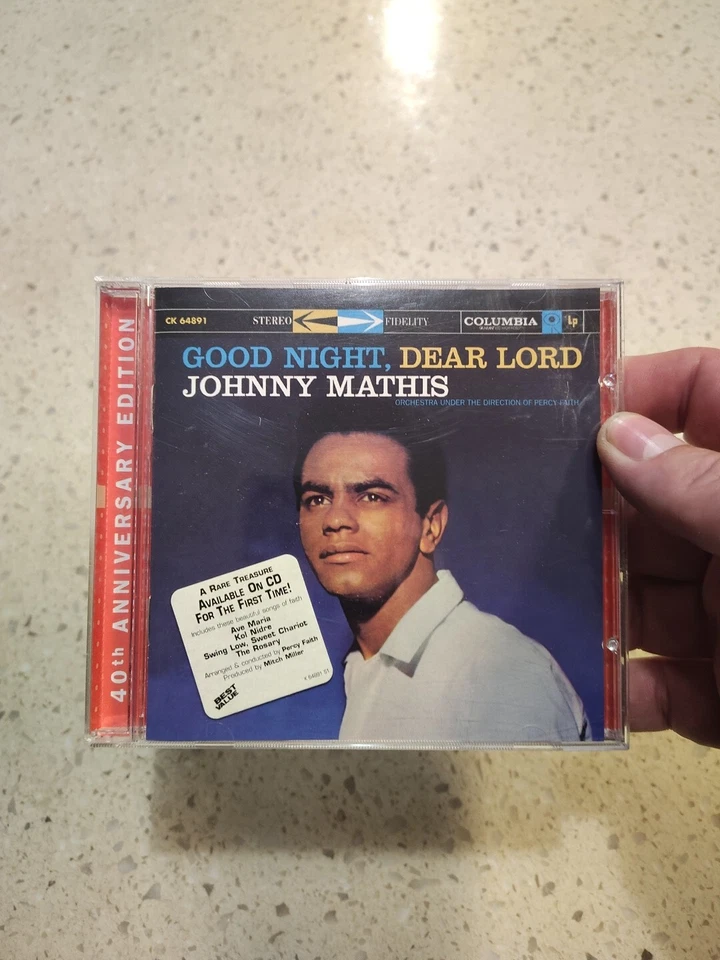 40th ANNIVERSARY EDITION
CK 64891 STEREO FIDELITY COLUMBIA Lp
GOOD NIGHT, DEAR LORD
JOHNNY MATHIS
ORCHESTRA UNDER THE DIRECTION OF PERCY FAITH
A RARE TREASURE
AVAILABLE ON CD
FOR THE FIRST TIME!
Includes these beautiful songs of faith
Ave Maria
Kol Nidre
Swing Low, Sweet Chariot
The Rosary
Arranged & conducted by Percy Faith
Produced by Mitch Miller
BEST
VALUE